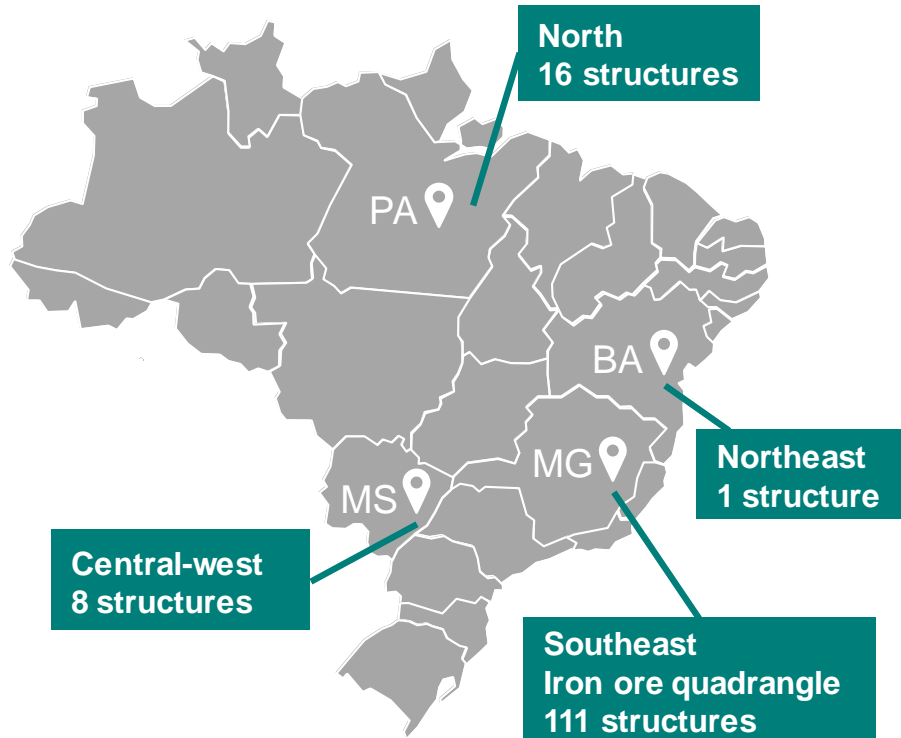 North
16 structures
PA
BA
Northeast
1 structure
MG
MS
Central-west
8 structures
Southeast
Iron ore quadrangle
111 structures